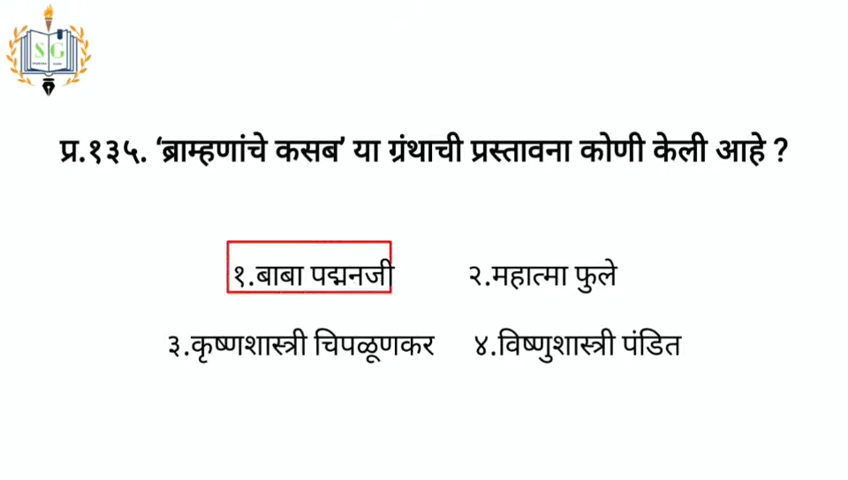 S G
प्र.१३५. ‘ब्राम्हणांचे कसब’ या ग्रंथाची प्रस्तावना कोणी केली आहे ?
१.बाबा पद्मनजी २.महात्मा फुले
३.कृष्णशास्त्री चिपळूणकर ४.विष्णुशास्त्री पंडित